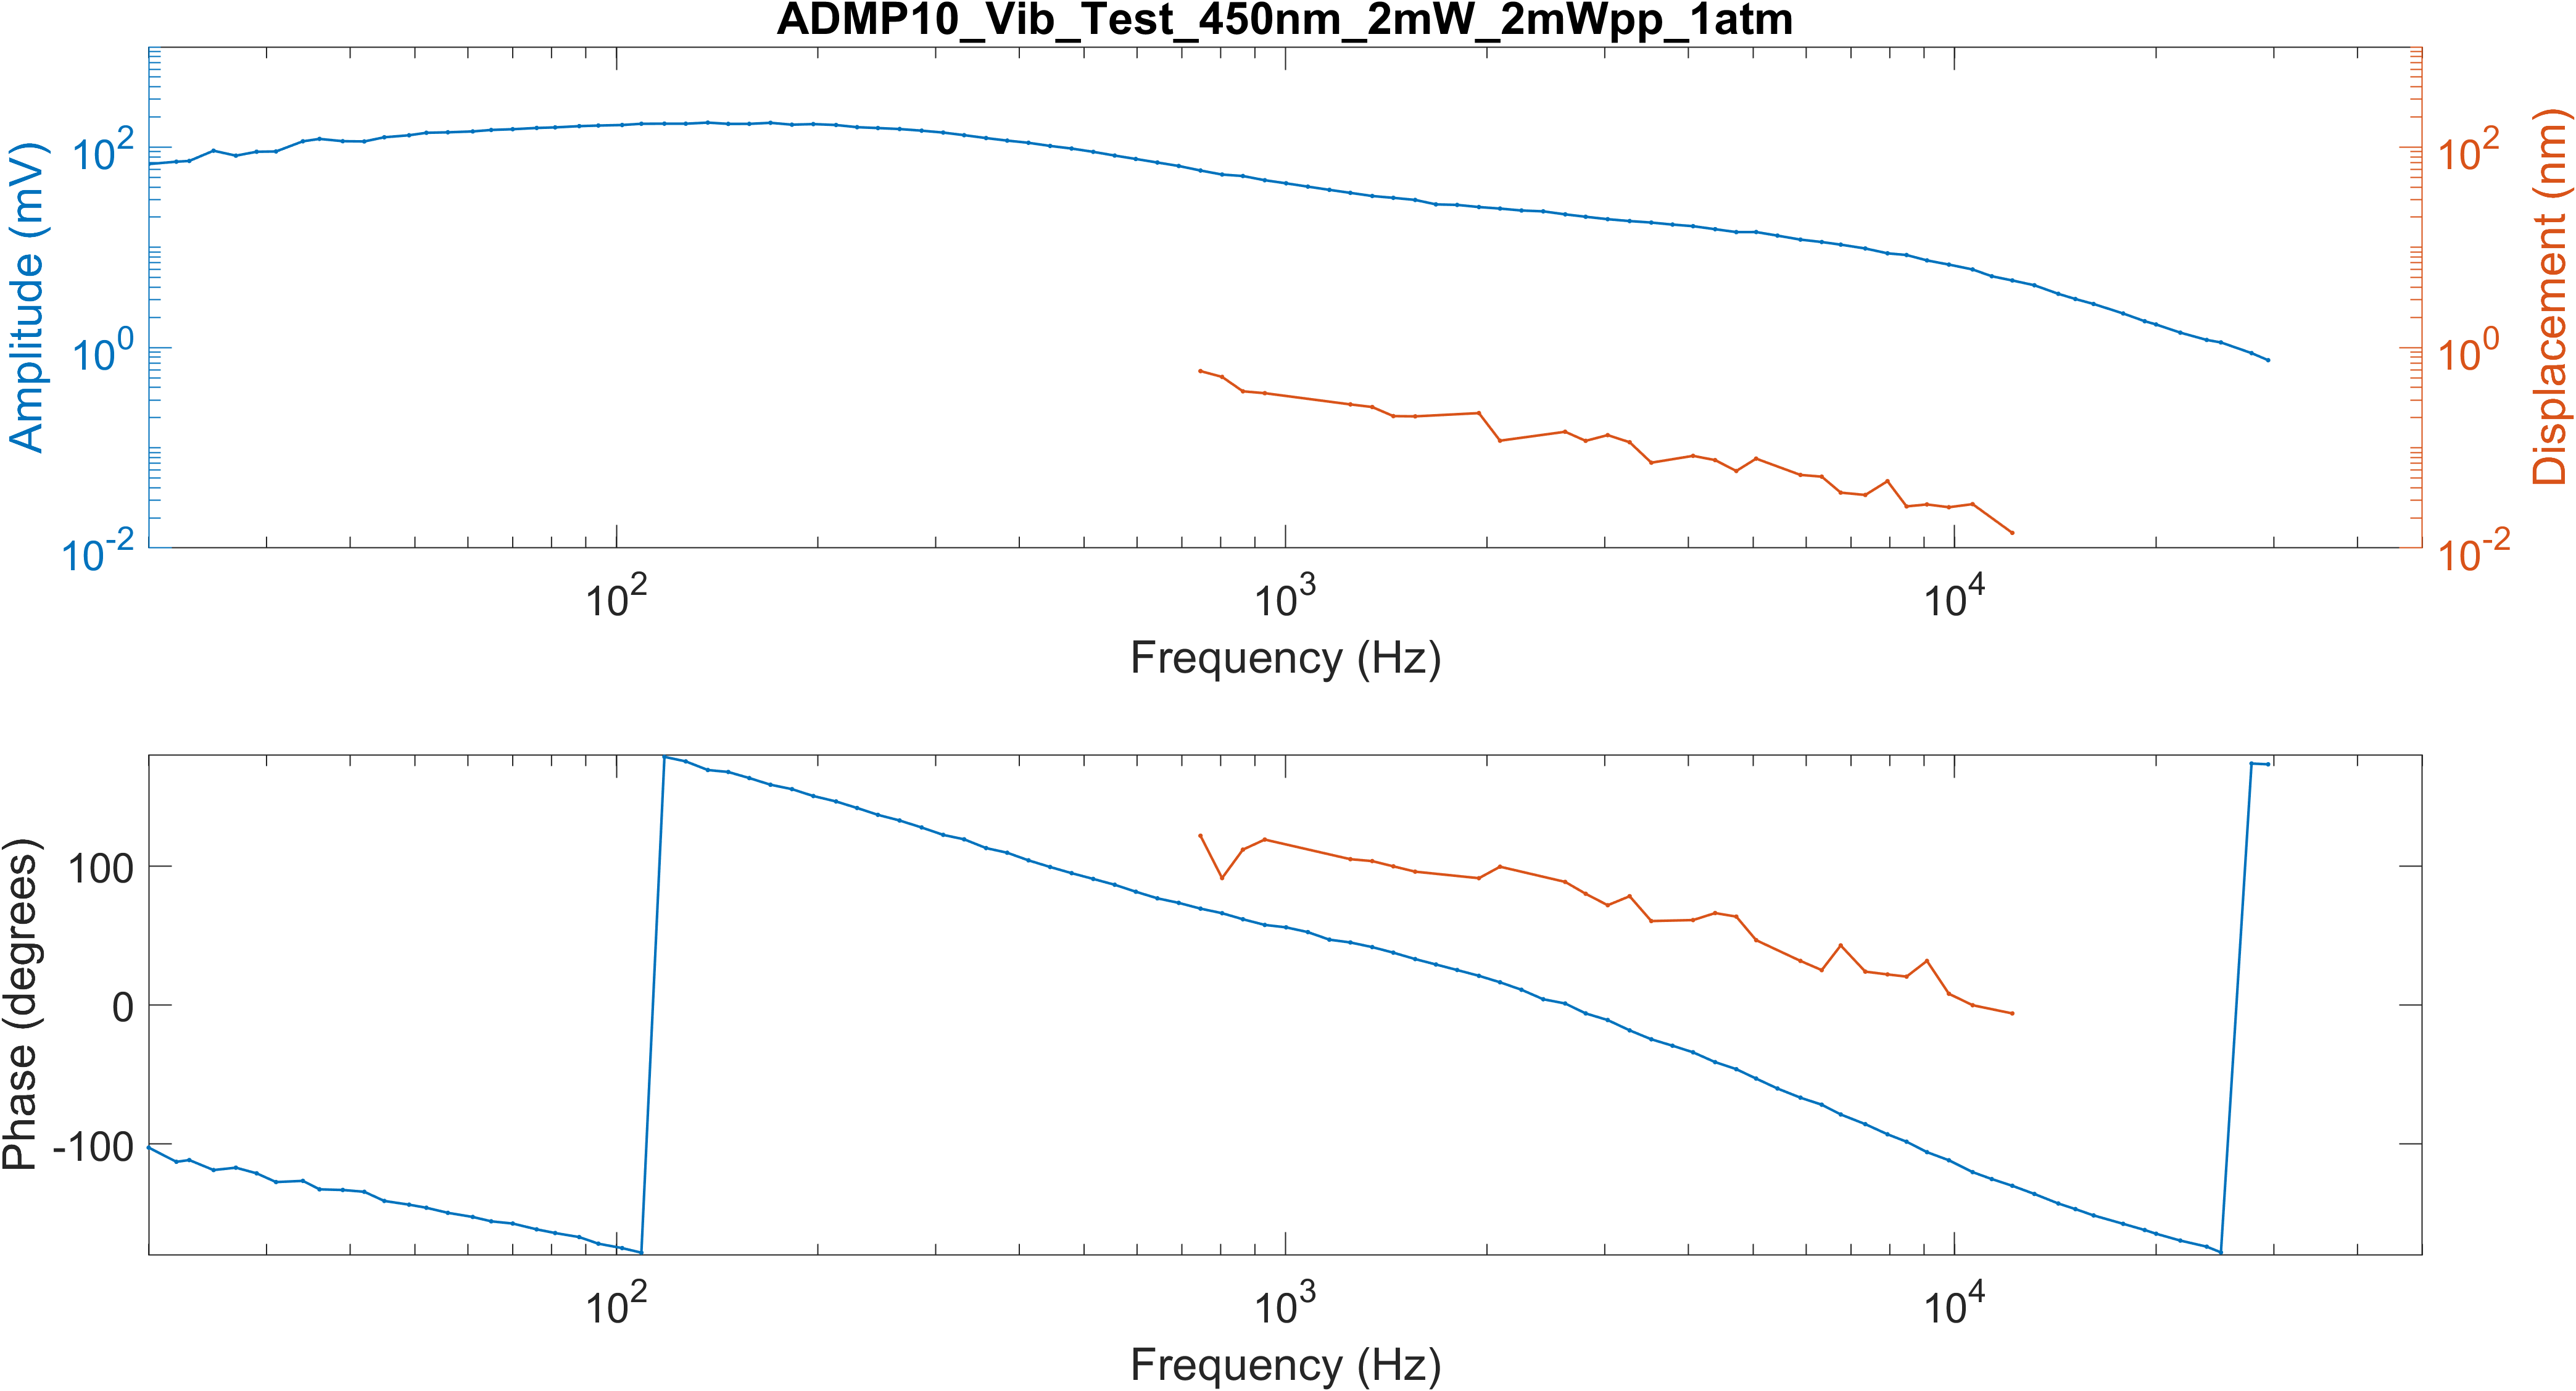 ADMP10_Vib_Test_450nm_2mW_2mWpp_1atm
Amplitude (mV)
10^2
10^0
10^-2
10^2
10^0
10^-2
Displacement (nm)
10^2 10^3 10^4
Frequency (Hz)
Phase (degrees)
100
0
-100
10^2 10^3 10^4
Frequency (Hz)